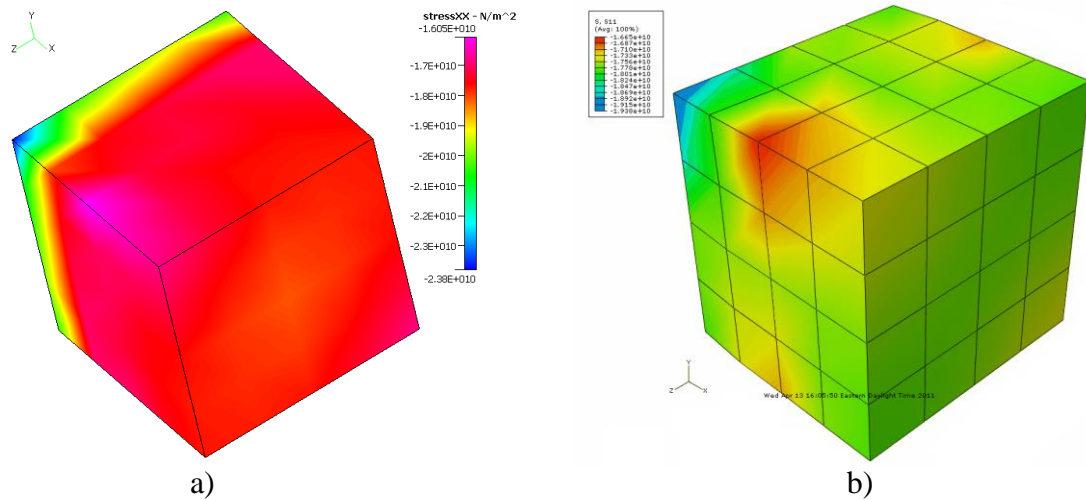 stressXX - N/m^2
-1.605E+010
-1.7E+010
-1.8E+010
-1.9E+010
-2E+010
-2.1E+010
-2.2E+010
-2.3E+010
-2.38E+010
Y
Z X
a)
S, S11
(Avg: 100%)
-1.665e+10
-1.687e+10
-1.710e+10
-1.733e+10
-1.756e+10
-1.778e+10
-1.801e+10
-1.824e+10
-1.847e+10
-1.869e+10
-1.892e+10
-1.915e+10
-1.938e+10
Y
Z X
Wed Apr 13 16:05:50 Eastern Daylight Time 2011
b)